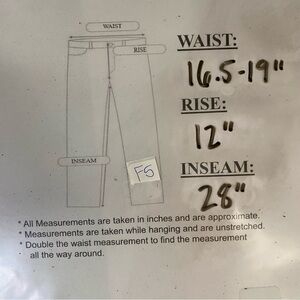 WAIST
RISE
INSEAM
F5
WAIST:
16.5-19"
RISE:
12"
INSEAM:
28"
* All Measurements are taken in inches and are approximate.
* Measurements are taken while hanging and are unstretched.
* Double the waist measurement to find the measurement
all the way around.